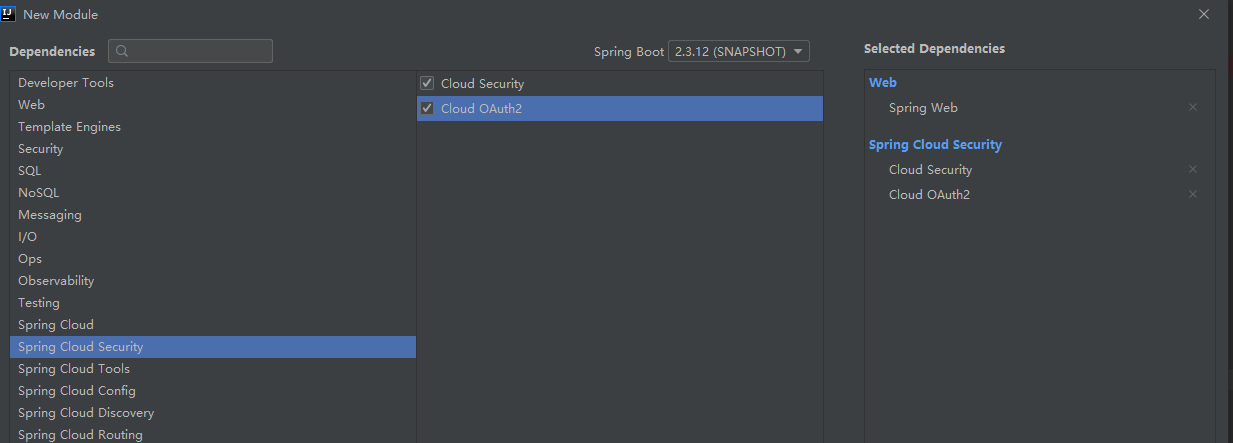 IJ New Module
Dependencies
Spring Boot 2.3.12 (SNAPSHOT)
Selected Dependencies
Developer Tools
Web
Template Engines
Security
SQL
NoSQL
Messaging
I/O
Ops
Observability
Testing
Spring Cloud
Spring Cloud Security
Spring Cloud Tools
Spring Cloud Config
Spring Cloud Discovery
Spring Cloud Routing
Cloud Security
Cloud OAuth2
Web
Spring Web
Spring Cloud Security
Cloud Security
Cloud OAuth2